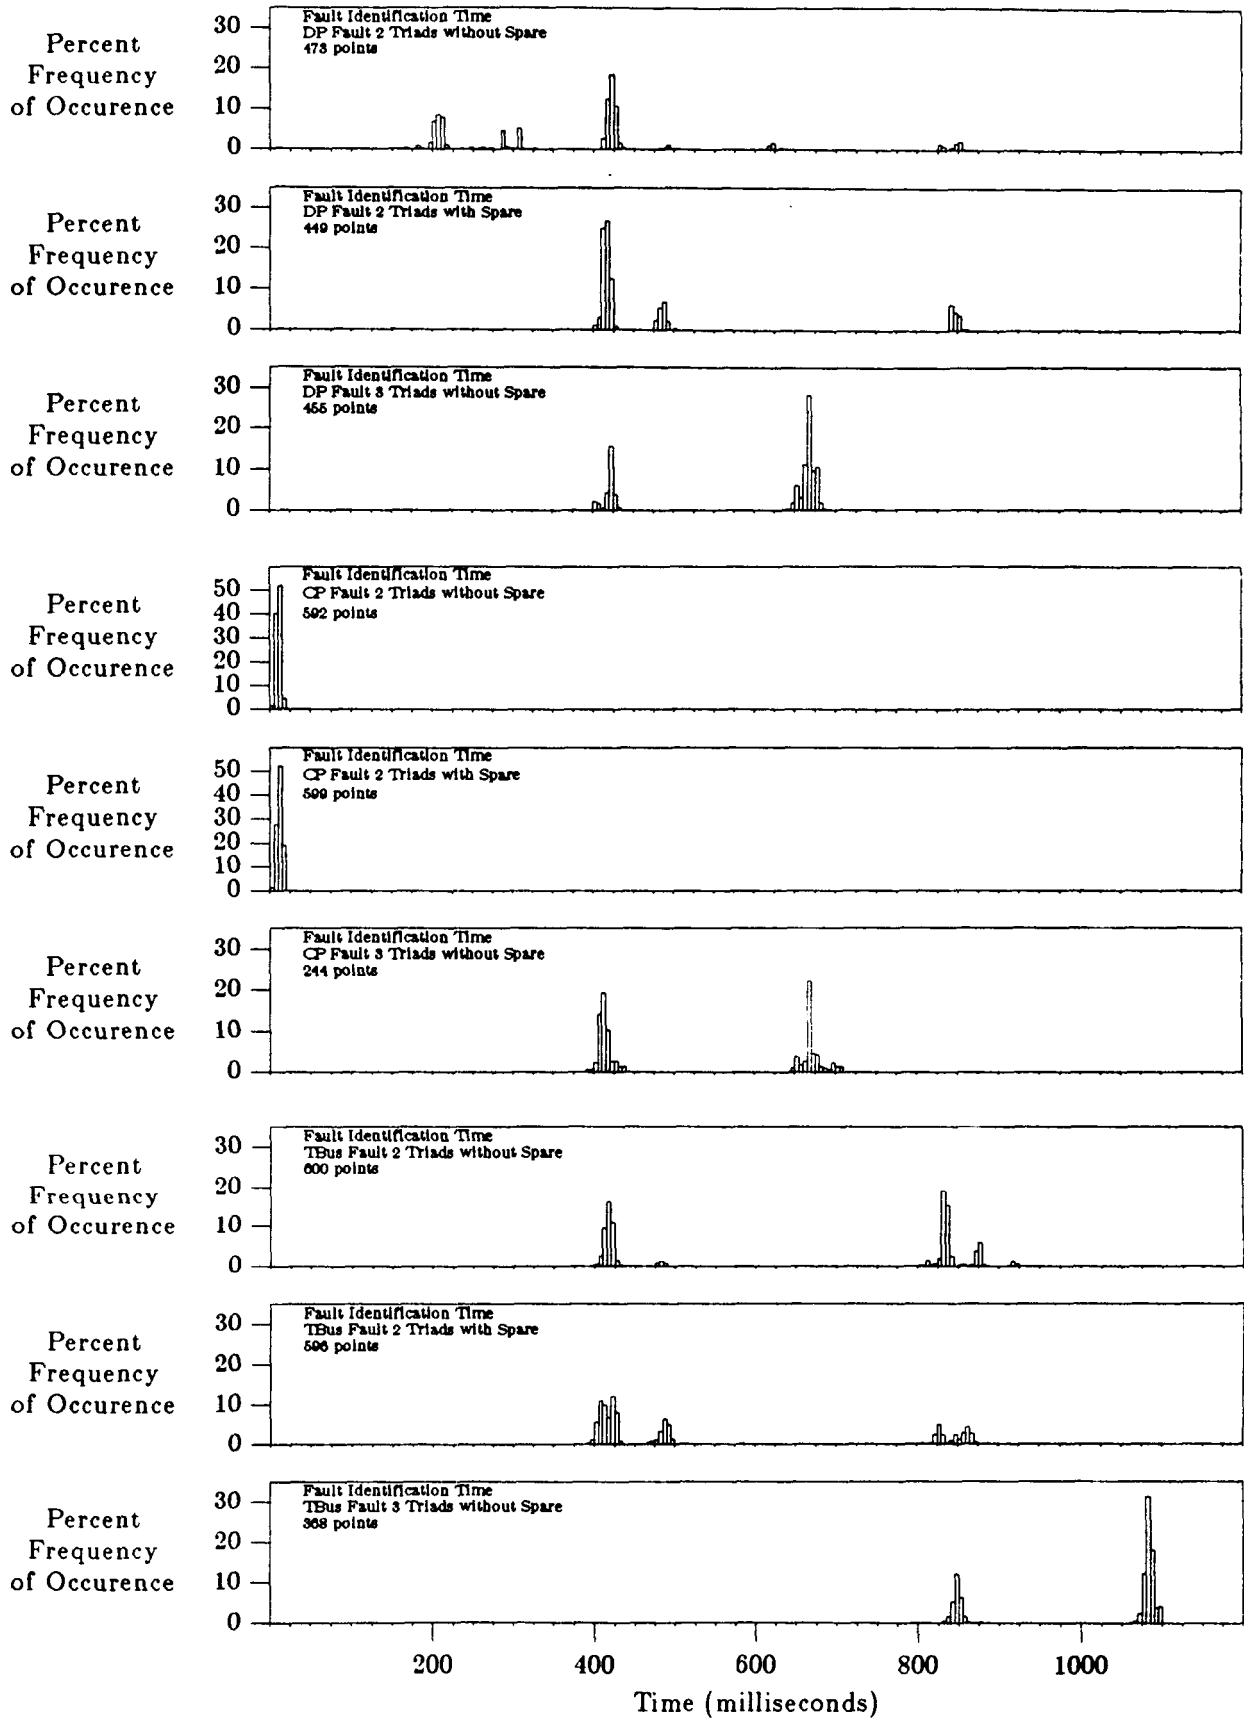 Percent
Frequency
of Occurence
30
20
10
0
Fault Identification Time
DP Fault 2 Triads without Spare
473 points
Percent
Frequency
of Occurence
30
20
10
0
Fault Identification Time
DP Fault 2 Triads with Spare
449 points
Percent
Frequency
of Occurence
30
20
10
0
Fault Identification Time
DP Fault 3 Triads without Spare
455 points
Percent
Frequency
of Occurence
50
40
30
20
10
0
Fault Identification Time
CP Fault 2 Triads without Spare
592 points
Percent
Frequency
of Occurence
50
40
30
20
10
0
Fault Identification Time
CP Fault 2 Triads with Spare
599 points
Percent
Frequency
of Occurence
30
20
10
0
Fault Identification Time
CP Fault 3 Triads without Spare
244 points
Percent
Frequency
of Occurence
30
20
10
0
Fault Identification Time
TBus Fault 2 Triads without Spare
600 points
Percent
Frequency
of Occurence
30
20
10
0
Fault Identification Time
TBus Fault 2 Triads with Spare
596 points
Percent
Frequency
of Occurence
30
20
10
0
Fault Identification Time
TBus Fault 3 Triads without Spare
368 points
200 400 600 800 1000
Time (milliseconds)